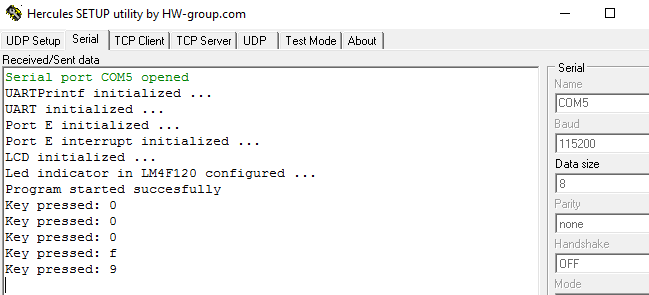 Hercules SETUP utility by HW-group.com
UDP Setup Serial TCP Client TCP Server UDP Test Mode About
Received/Sent data
Serial port COM5 opened
UARTPrintf initialized ...
UART initialized ...
Port E initialized ...
Port E interrupt initialized ...
LCD initialized ...
Led indicator in LM4F120 configured ...
Program started succesfully
Key pressed: 0
Key pressed: 0
Key pressed: 0
Key pressed: f
Key pressed: 9
Serial
Name
COM5
Baud
115200
Data size
8
Parity
none
Handshake
OFF
Mode